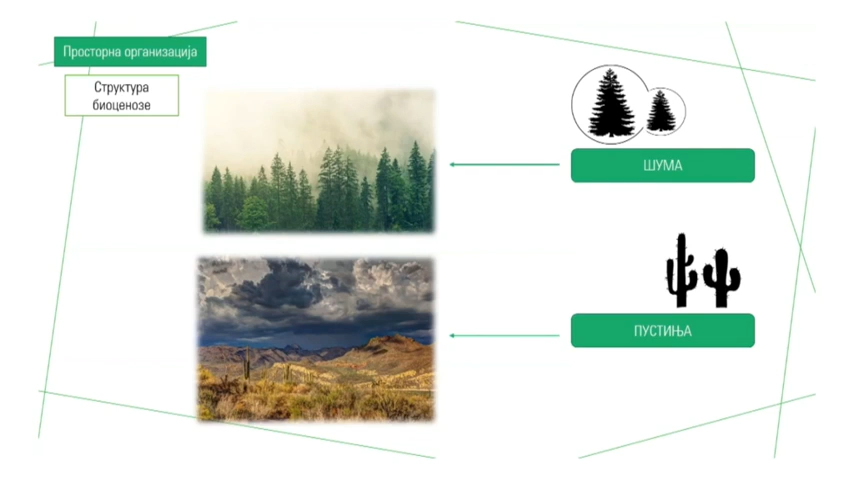 Просторна организација
Структура
биоценозе
ШУМА
ПУСТИЊА